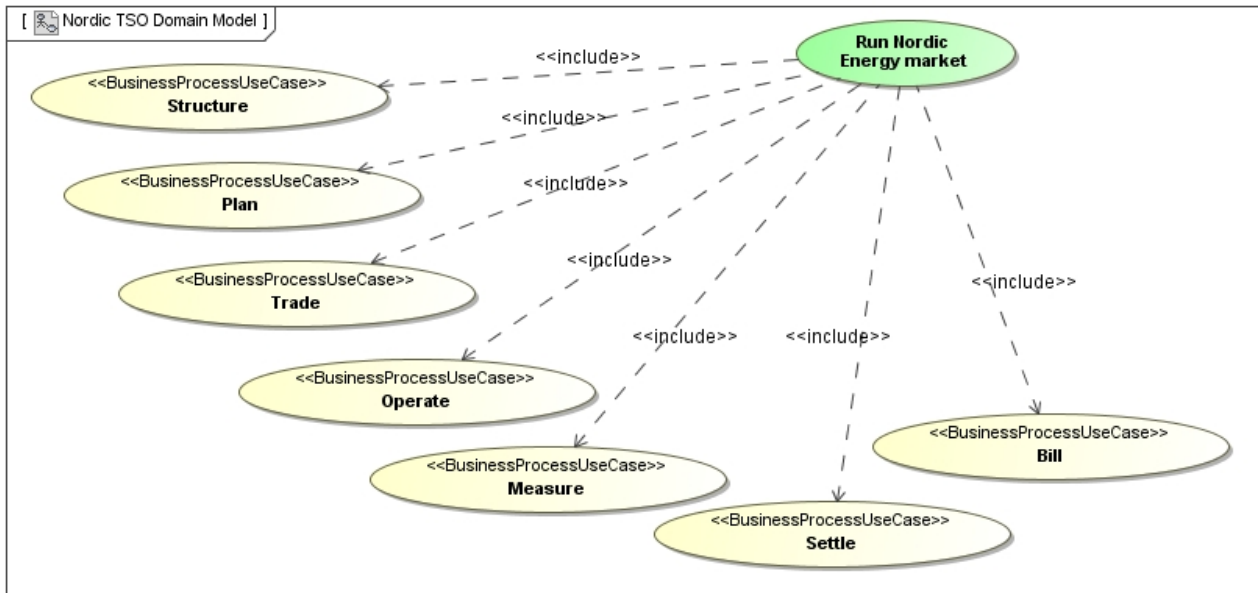 [ Nordic TSO Domain Model ]
Run Nordic
Energy market
<<include>>
<<BusinessProcessUseCase>>
Structure
<<include>>
<<BusinessProcessUseCase>>
Plan
<<include>>
<<BusinessProcessUseCase>>
Trade
<<include>>
<<include>>
<<include>>
<<include>>
<<BusinessProcessUseCase>>
Operate
<<BusinessProcessUseCase>>
Bill
<<BusinessProcessUseCase>>
Measure
<<BusinessProcessUseCase>>
Settle